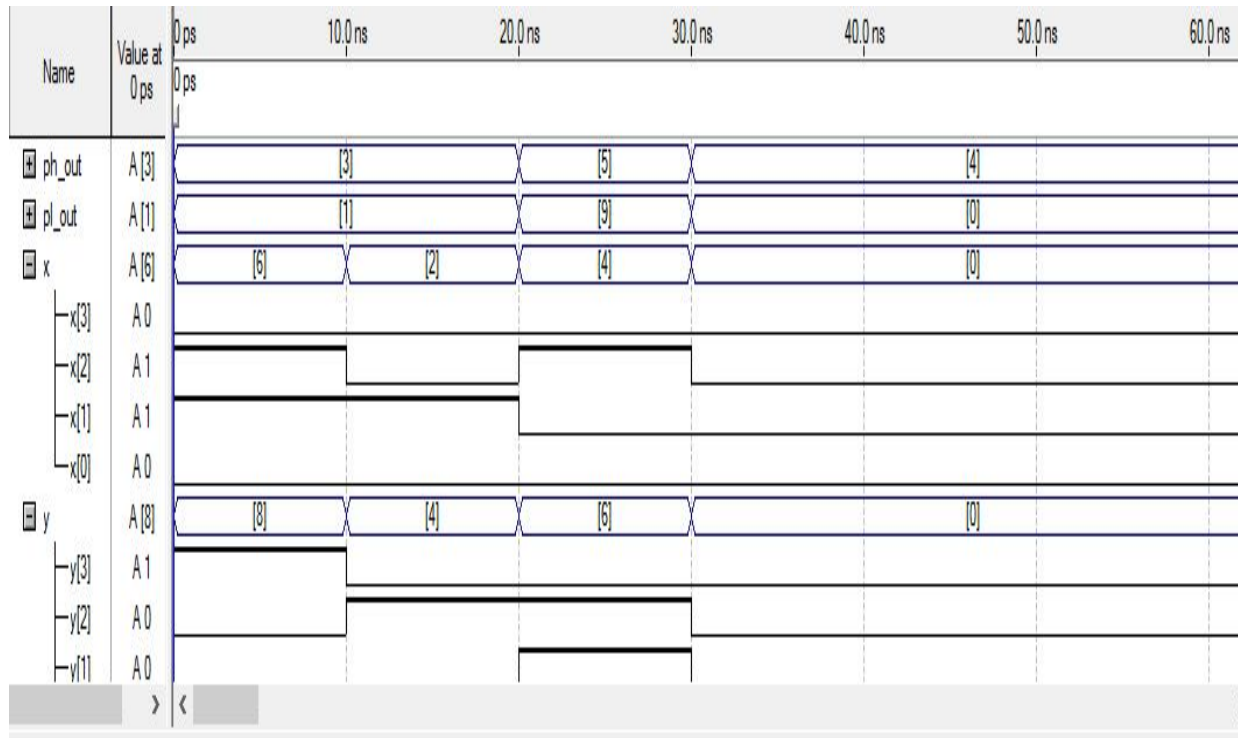 Name Value at 0 ps 0 ps 10.0 ns 20.0 ns 30.0 ns 40.0 ns 50.0 ns 60.0 ns
0 ps
ph_out A [3] [3] [5] [4]
pl_out A [1] [1] [9] [0]
x A [6] [6] [2] [4] [0]
x[3] A 0
x[2] A 1
x[1] A 1
x[0] A 0
y A [8] [8] [4] [6] [0]
y[3] A 1
y[2] A 0
y[1] A 0